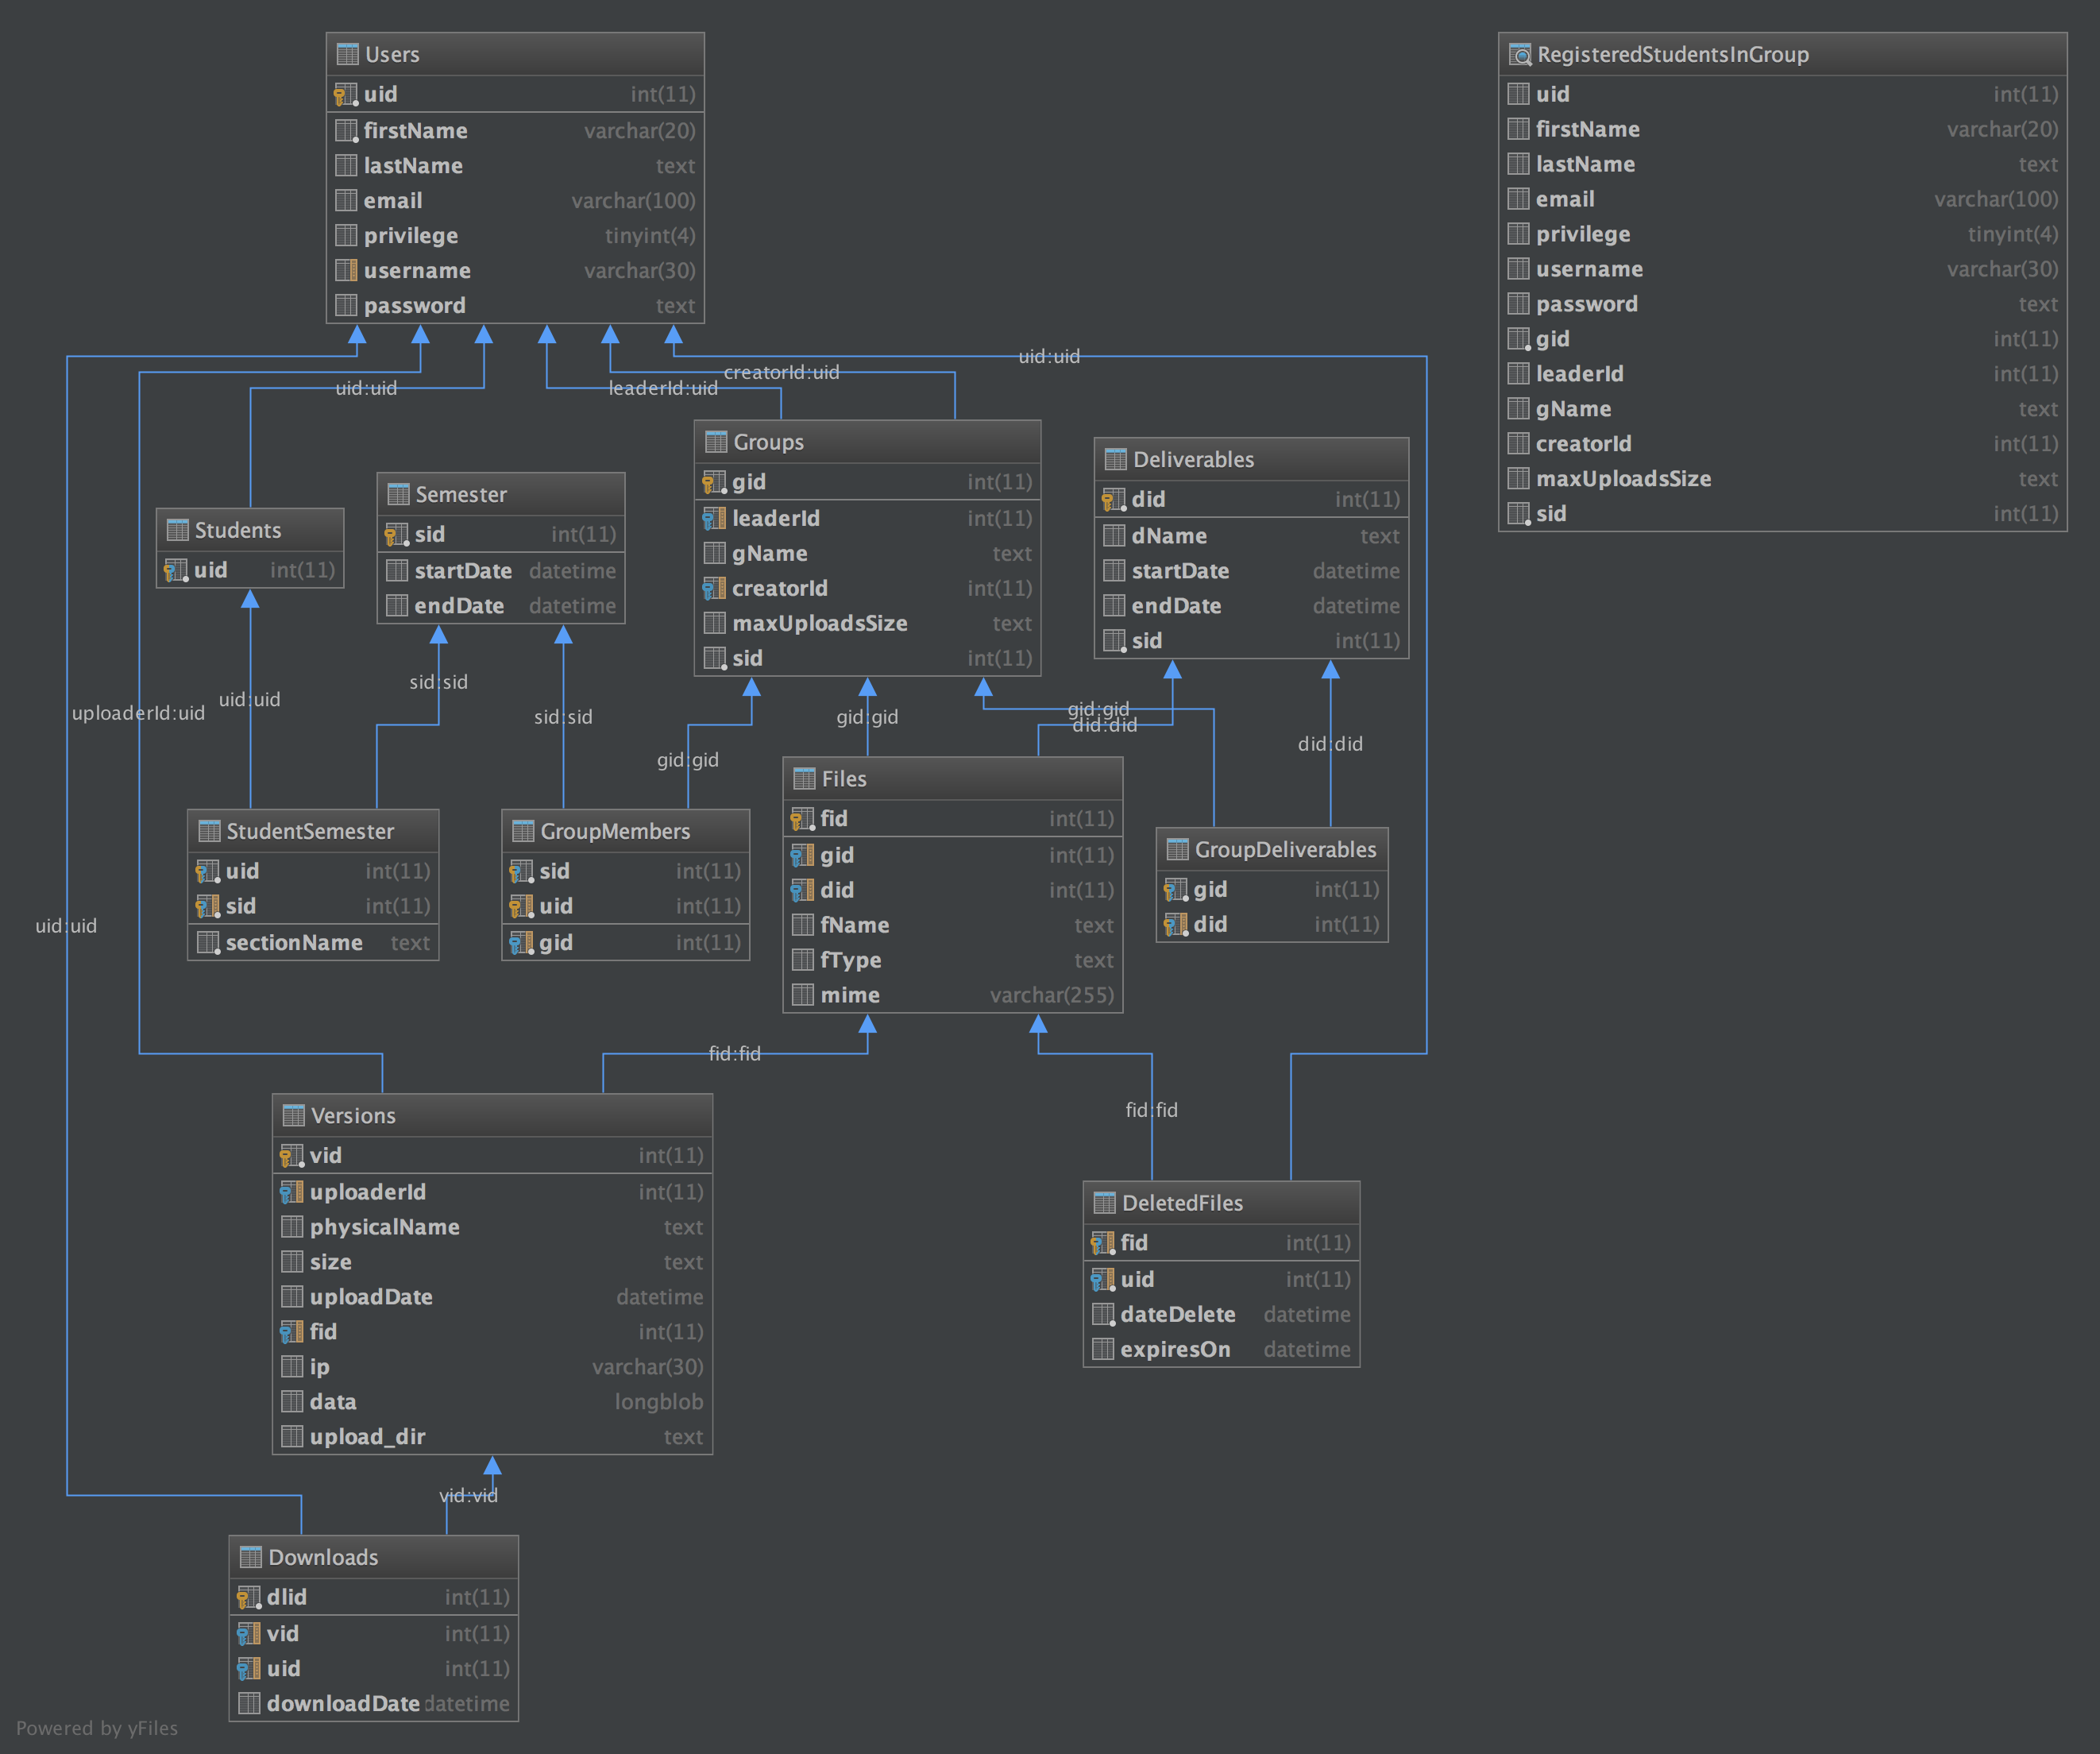 Users
uid int(11)
firstName varchar(20)
lastName text
email varchar(100)
privilege tinyint(4)
username varchar(30)
password text
RegisteredStudentsInGroup
uid int(11)
firstName varchar(20)
lastName text
email varchar(100)
privilege tinyint(4)
username varchar(30)
password text
gid int(11)
leaderId int(11)
gName text
creatorId int(11)
maxUploadsSize text
sid int(11)
uid:uid
creatorId:uid
uid:uid
leaderId:uid
Groups
gid int(11)
leaderId int(11)
gName text
creatorId int(11)
maxUploadsSize text
sid int(11)
Deliverables
did int(11)
dName text
startDate datetime
endDate datetime
sid int(11)
Semester
sid int(11)
startDate datetime
endDate datetime
Students
uid int(11)
sid:sid
uid:uid
uploaderId:uid
sid:sid
gid:gid
gid:gid
gid:gid
did:did
did:did
Files
fid int(11)
gid int(11)
did int(11)
fName text
fType text
mime varchar(255)
StudentSemester
uid int(11)
sid int(11)
sectionName text
GroupMembers
sid int(11)
uid int(11)
gid int(11)
GroupDeliverables
gid int(11)
did int(11)
uid:uid
fid:fid
fid:fid
Versions
vid int(11)
uploaderId int(11)
physicalName text
size text
uploadDate datetime
fid int(11)
ip varchar(30)
data longblob
upload_dir text
DeletedFiles
fid int(11)
uid int(11)
dateDelete datetime
expiresOn datetime
vid:vid
Downloads
dlid int(11)
vid int(11)
uid int(11)
downloadDate datetime
Powered by yFiles